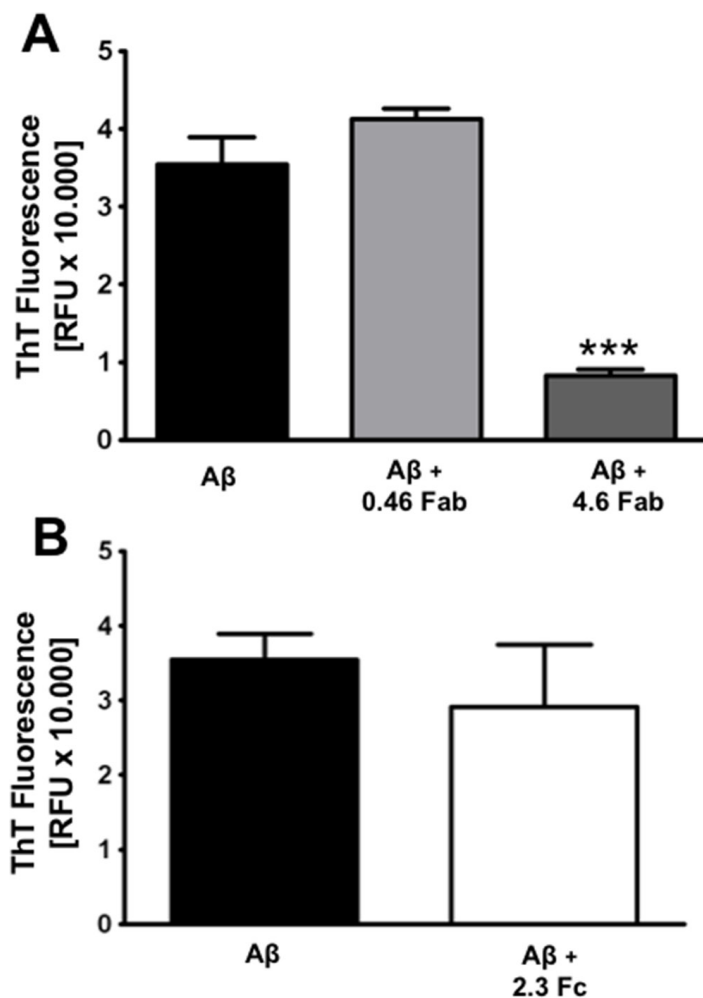 A
ThT Fluorescence
[RFU x 10.000]
5
4
3
2
1
0
***
Aβ
Aβ +
0.46 Fab
Aβ +
4.6 Fab
B
ThT Fluorescence
[RFU x 10.000]
5
4
3
2
1
0
Aβ
Aβ +
2.3 Fc